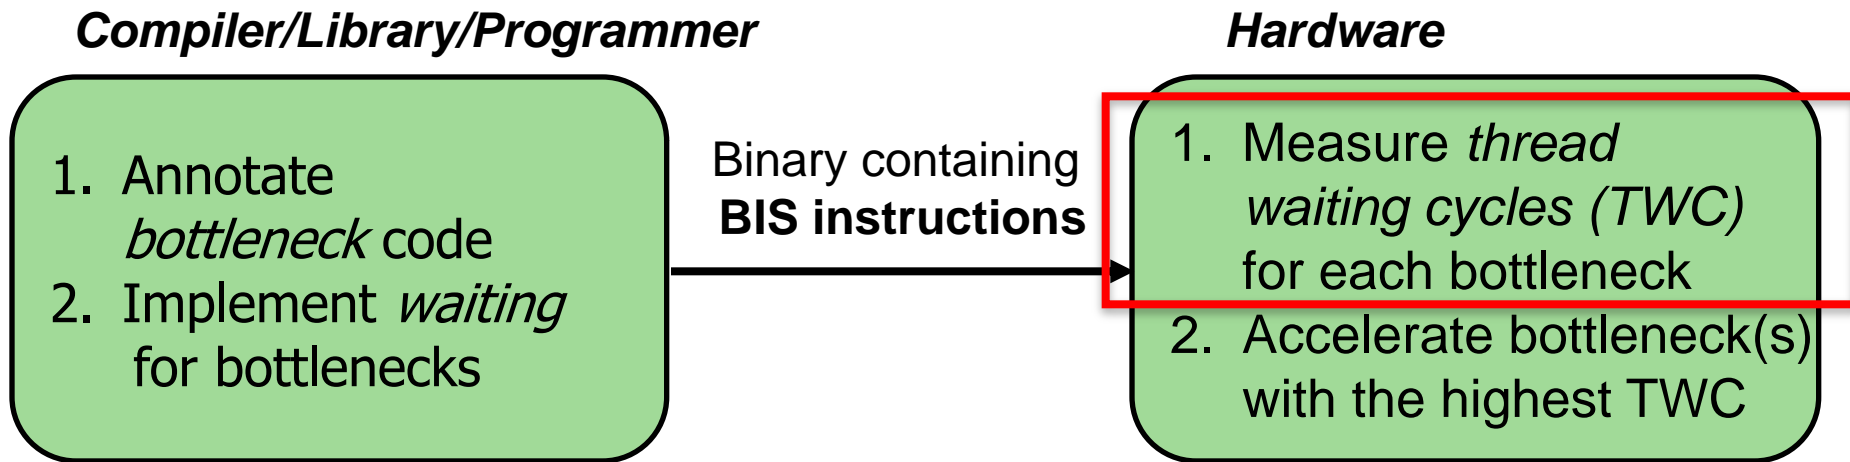 Compiler/Library/Programmer
1. Annotate
bottleneck code
2. Implement waiting
for bottlenecks
Binary containing
BIS instructions
Hardware
1. Measure thread
waiting cycles (TWC)
for each bottleneck
2. Accelerate bottleneck(s)
with the highest TWC